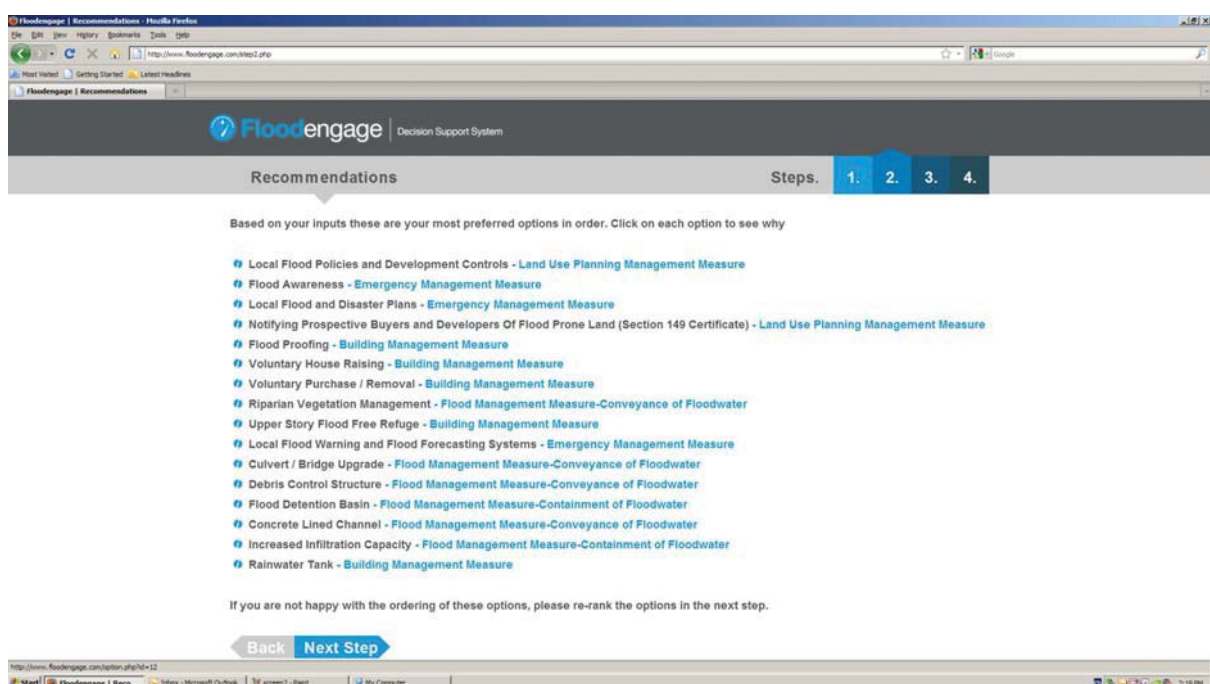 Floodengage | Recommendations - Mozilla Firefox
File Edit View History Bookmarks Tools Help
http://www.floodengage.com/step2.php
Google
Most Visited Getting Started Latest Headlines
Floodengage | Recommendations
Floodengage | Decision Support System
Recommendations Steps. 1. 2. 3. 4.
Based on your inputs these are your most preferred options in order. Click on each option to see why
Local Flood Policies and Development Controls - Land Use Planning Management Measure
Flood Awareness - Emergency Management Measure
Local Flood and Disaster Plans - Emergency Management Measure
Notifying Prospective Buyers and Developers Of Flood Prone Land (Section 149 Certificate) - Land Use Planning Management Measure
Flood Proofing - Building Management Measure
Voluntary House Raising - Building Management Measure
Voluntary Purchase / Removal - Building Management Measure
Riparian Vegetation Management - Flood Management Measure-Conveyance of Floodwater
Upper Story Flood Free Refuge - Building Management Measure
Local Flood Warning and Flood Forecasting Systems - Emergency Management Measure
Culvert / Bridge Upgrade - Flood Management Measure-Conveyance of Floodwater
Debris Control Structure - Flood Management Measure-Conveyance of Floodwater
Flood Detention Basin - Flood Management Measure-Containment of Floodwater
Concrete Lined Channel - Flood Management Measure-Conveyance of Floodwater
Increased Infiltration Capacity - Flood Management Measure-Containment of Floodwater
Rainwater Tank - Building Management Measure
If you are not happy with the ordering of these options, please re-rank the options in the next step.
Back Next Step
http://www.floodengage.com/option.php?id=12
Start Floodengage | Reco... Inbox - Microsoft Outlook screen2 - Paint My Computer